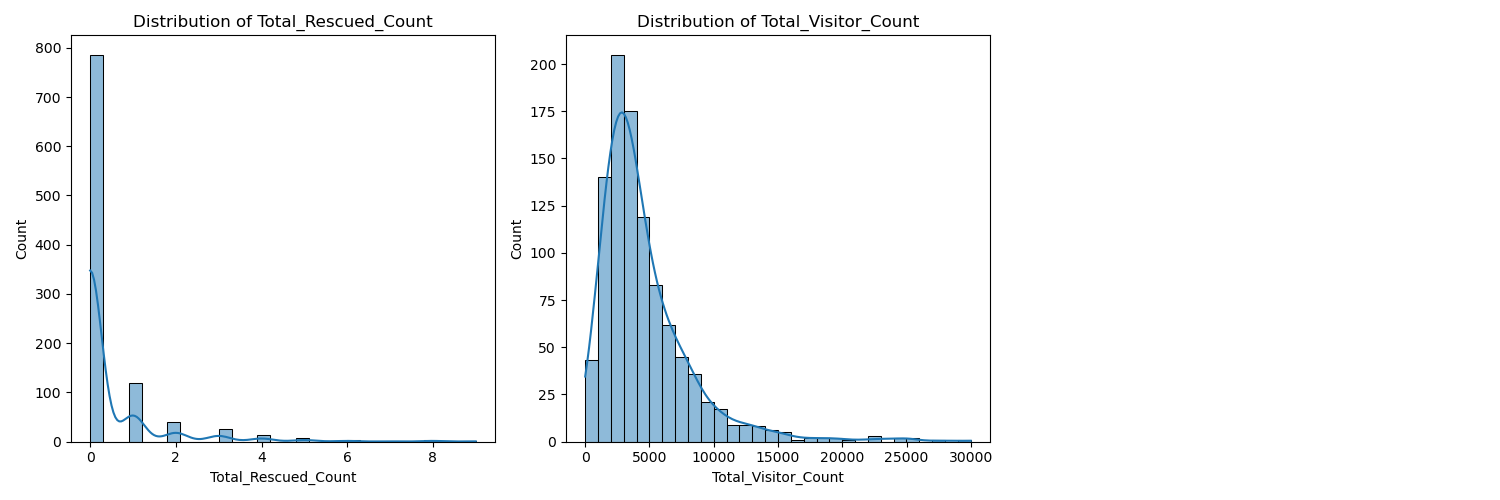 Distribution of Total_Rescued_Count
800
700
600
500
400
300
200
100
0
Count
0 2 4 6 8
Total_Rescued_Count
Distribution of Total_Visitor_Count
200
175
150
125
100
75
50
25
0
Count
0 5000 10000 15000 20000 25000 30000
Total_Visitor_Count